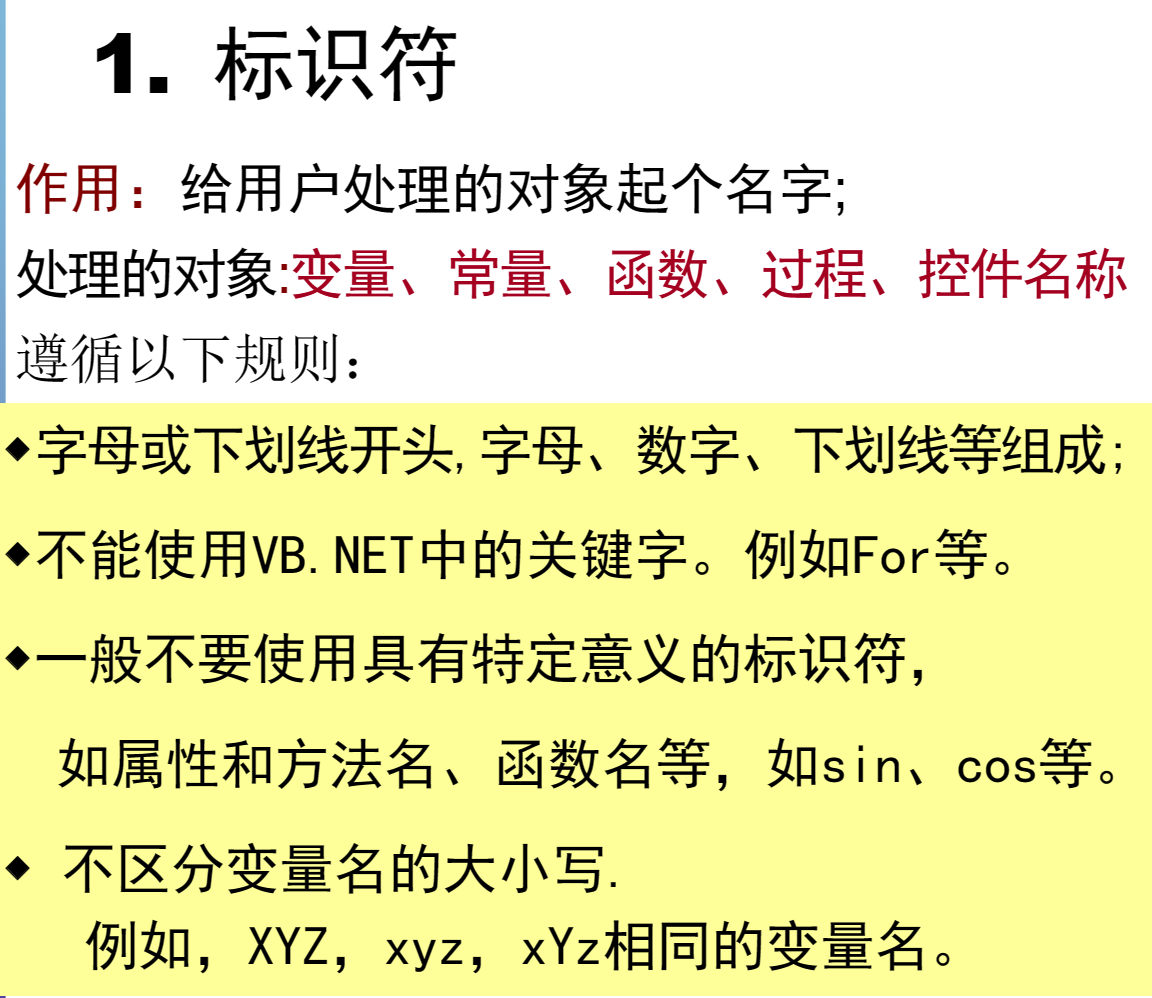 1. 标识符
作用：给用户处理的对象起个名字;
处理的对象:变量、常量、函数、过程、控件名称
遵循以下规则：
◆字母或下划线开头,字母、数字、下划线等组成;
◆不能使用VB.NET中的关键字。例如For等。
◆一般不要使用具有特定意义的标识符，
如属性和方法名、函数名等，如sin、cos等。
◆ 不区分变量名的大小写.
例如，XYZ，xyz，xYz相同的变量名。